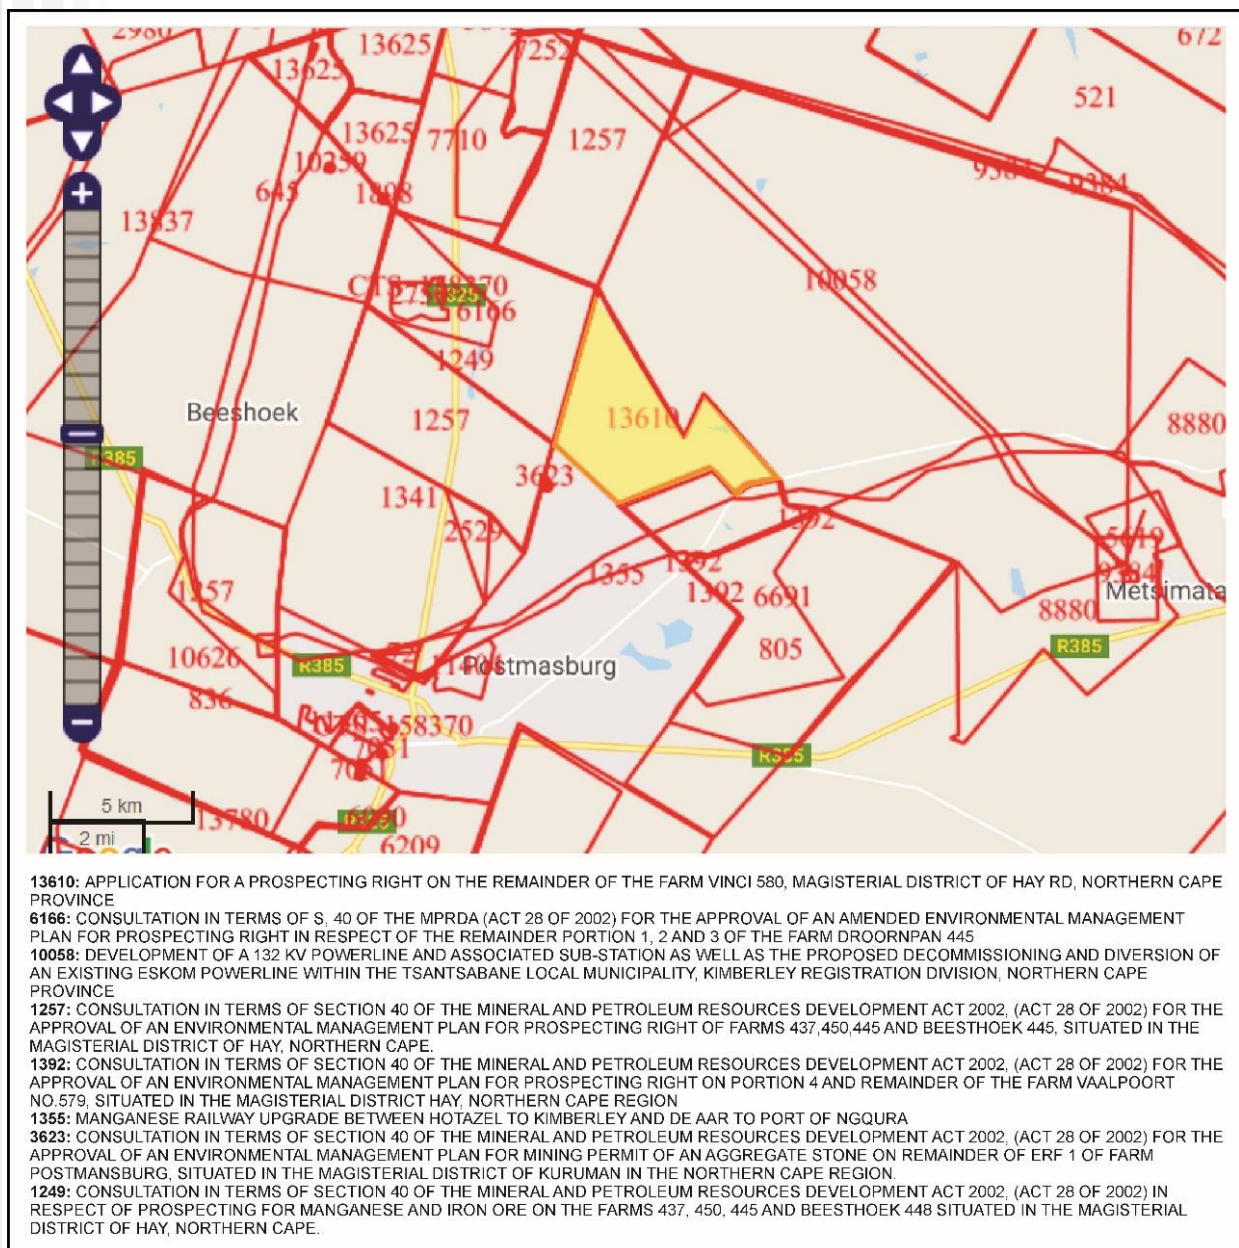 2980
13625
7252
672
13625
521
13625
7710
1257
10259
9384
9384
645
1898
13837
10058
R325
6166
1249
Beeshoek
1257
13610
8880
R385
3623
1341
2529
1392
5619
1355
1392
9384
1257
1392
6691
8880
Metsimata
805
R385
10626
R385
Postmasburg
836
158370
7051
R385
5 km
13780
2 mi
6209
13610: APPLICATION FOR A PROSPECTING RIGHT ON THE REMAINDER OF THE FARM VINCI 580, MAGISTERIAL DISTRICT OF HAY RD, NORTHERN CAPE
PROVINCE
6166: CONSULTATION IN TERMS OF S, 40 OF THE MPRDA (ACT 28 OF 2002) FOR THE APPROVAL OF AN AMENDED ENVIRONMENTAL MANAGEMENT
PLAN FOR PROSPECTING RIGHT IN RESPECT OF THE REMAINDER PORTION 1, 2 AND 3 OF THE FARM DROORNPAN 445
10058: DEVELOPMENT OF A 132 KV POWERLINE AND ASSOCIATED SUB-STATION AS WELL AS THE PROPOSED DECOMMISSIONING AND DIVERSION OF
AN EXISTING ESKOM POWERLINE WITHIN THE TSANTSABANE LOCAL MUNICIPALITY, KIMBERLEY REGISTRATION DIVISION, NORTHERN CAPE
PROVINCE
1257: CONSULTATION IN TERMS OF SECTION 40 OF THE MINERAL AND PETROLEUM RESOURCES DEVELOPMENT ACT 2002, (ACT 28 OF 2002) FOR THE
APPROVAL OF AN ENVIRONMENTAL MANAGEMENT PLAN FOR PROSPECTING RIGHT OF FARMS 437,450,445 AND BEESTHOEK 445, SITUATED IN THE
MAGISTERIAL DISTRICT OF HAY, NORTHERN CAPE.
1392: CONSULTATION IN TERMS OF SECTION 40 OF THE MINERAL AND PETROLEUM RESOURCES DEVELOPMENT ACT 2002, (ACT 28 OF 2002) FOR THE
APPROVAL OF AN ENVIRONMENTAL MANAGEMENT PLAN FOR PROSPECTING RIGHT ON PORTION 4 AND REMAINDER OF THE FARM VAALPOORT
NO.579, SITUATED IN THE MAGISTERIAL DISTRICT HAY, NORTHERN CAPE REGION
1355: MANGANESE RAILWAY UPGRADE BETWEEN HOTAZEL TO KIMBERLEY AND DE AAR TO PORT OF NGQURA
3623: CONSULTATION IN TERMS OF SECTION 40 OF THE MINERAL AND PETROLEUM RESOURCES DEVELOPMENT ACT 2002, (ACT 28 OF 2002) FOR THE
APPROVAL OF AN ENVIRONMENTAL MANAGEMENT PLAN FOR MINING PERMIT OF AN AGGREGATE STONE ON REMAINDER OF ERF 1 OF FARM
POSTMANSBURG, SITUATED IN THE MAGISTERIAL DISTRICT OF KURUMAN IN THE NORTHERN CAPE REGION.
1249: CONSULTATION IN TERMS OF SECTION 40 OF THE MINERAL AND PETROLEUM RESOURCES DEVELOPMENT ACT 2002, (ACT 28 OF 2002) IN
RESPECT OF PROSPECTING FOR MANGANESE AND IRON ORE ON THE FARMS 437, 450, 445 AND BEESTHOEK 448 SITUATED IN THE MAGISTERIAL
DISTRICT OF HAY, NORTHERN CAPE.